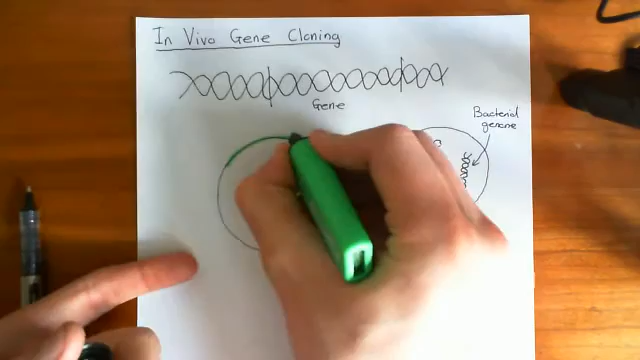 In Vivo Gene Cloning
Gene
Bacterial
genome